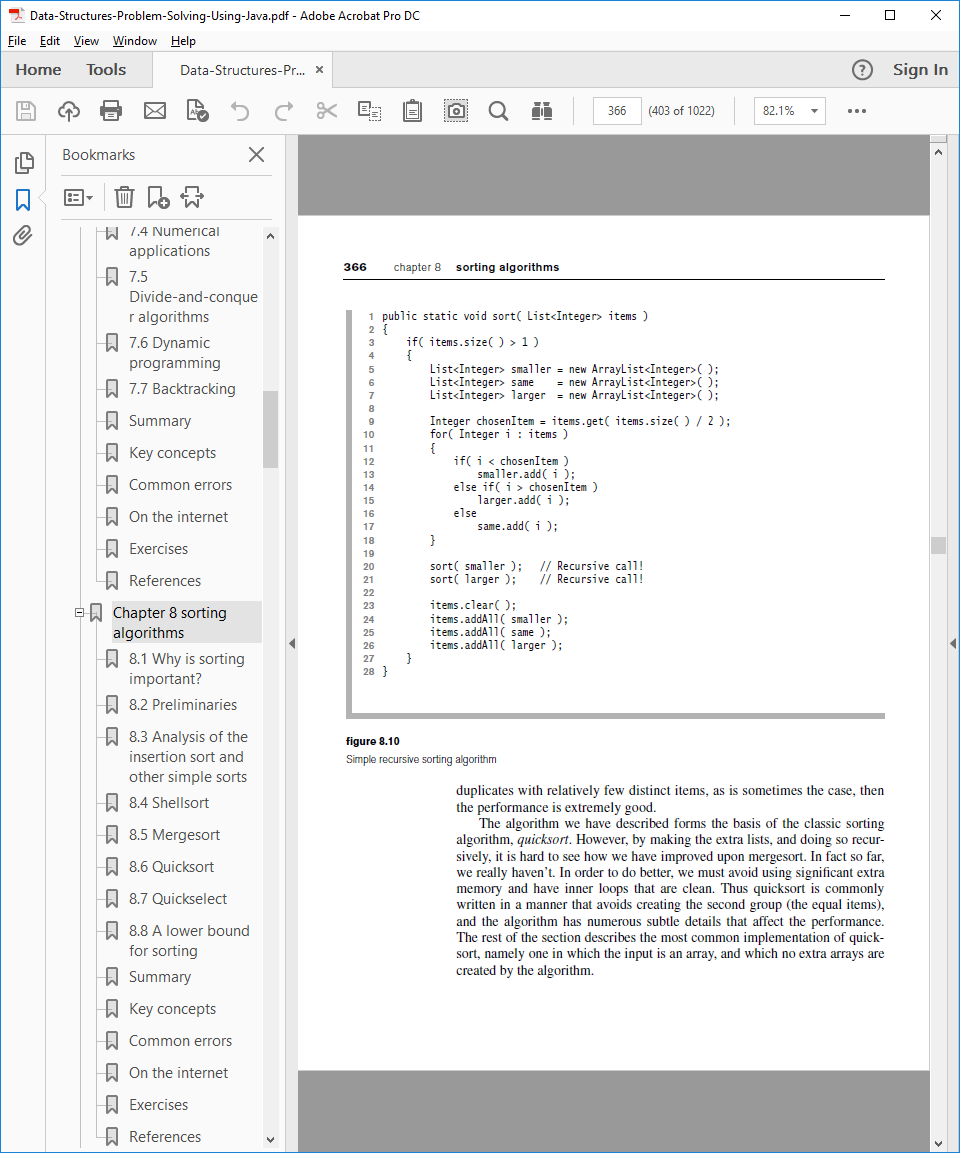 Data-Structures-Problem-Solving-Using-Java.pdf - Adobe Acrobat Pro DC
File Edit View Window Help
Home Tools Data-Structures-Pr... × ? Sign In
366 (403 of 1022) 82.1%
Bookmarks
7.4 Numerical
applications
7.5
Divide-and-conque
r algorithms
7.6 Dynamic
programming
7.7 Backtracking
Summary
Key concepts
Common errors
On the internet
Exercises
References
Chapter 8 sorting
algorithms
8.1 Why is sorting
important?
8.2 Preliminaries
8.3 Analysis of the
insertion sort and
other simple sorts
8.4 Shellsort
8.5 Mergesort
8.6 Quicksort
8.7 Quickselect
8.8 A lower bound
for sorting
Summary
Key concepts
Common errors
On the internet
Exercises
References
366 chapter 8 sorting algorithms
1 public static void sort( List<Integer> items )
2 {
3     if( items.size( ) > 1 )
4     {
5         List<Integer> smaller = new ArrayList<Integer>( );
6         List<Integer> same    = new ArrayList<Integer>( );
7         List<Integer> larger  = new ArrayList<Integer>( );
8
9         Integer chosenItem = items.get( items.size( ) / 2 );
10         for( Integer i : items )
11         {
12             if( i < chosenItem )
13                 smaller.add( i );
14             else if( i > chosenItem )
15                 larger.add( i );
16             else
17                 same.add( i );
18         }
19
20         sort( smaller );   // Recursive call!
21         sort( larger );    // Recursive call!
22
23         items.clear( );
24         items.addAll( smaller );
25         items.addAll( same );
26         items.addAll( larger );
27     }
28 }
figure 8.10
Simple recursive sorting algorithm
duplicates with relatively few distinct items, as is sometimes the case, then
the performance is extremely good.
The algorithm we have described forms the basis of the classic sorting
algorithm, quicksort. However, by making the extra lists, and doing so recur-
sively, it is hard to see how we have improved upon mergesort. In fact so far,
we really haven't. In order to do better, we must avoid using significant extra
memory and have inner loops that are clean. Thus quicksort is commonly
written in a manner that avoids creating the second group (the equal items),
and the algorithm has numerous subtle details that affect the performance.
The rest of the section describes the most common implementation of quick-
sort, namely one in which the input is an array, and which no extra arrays are
created by the algorithm.